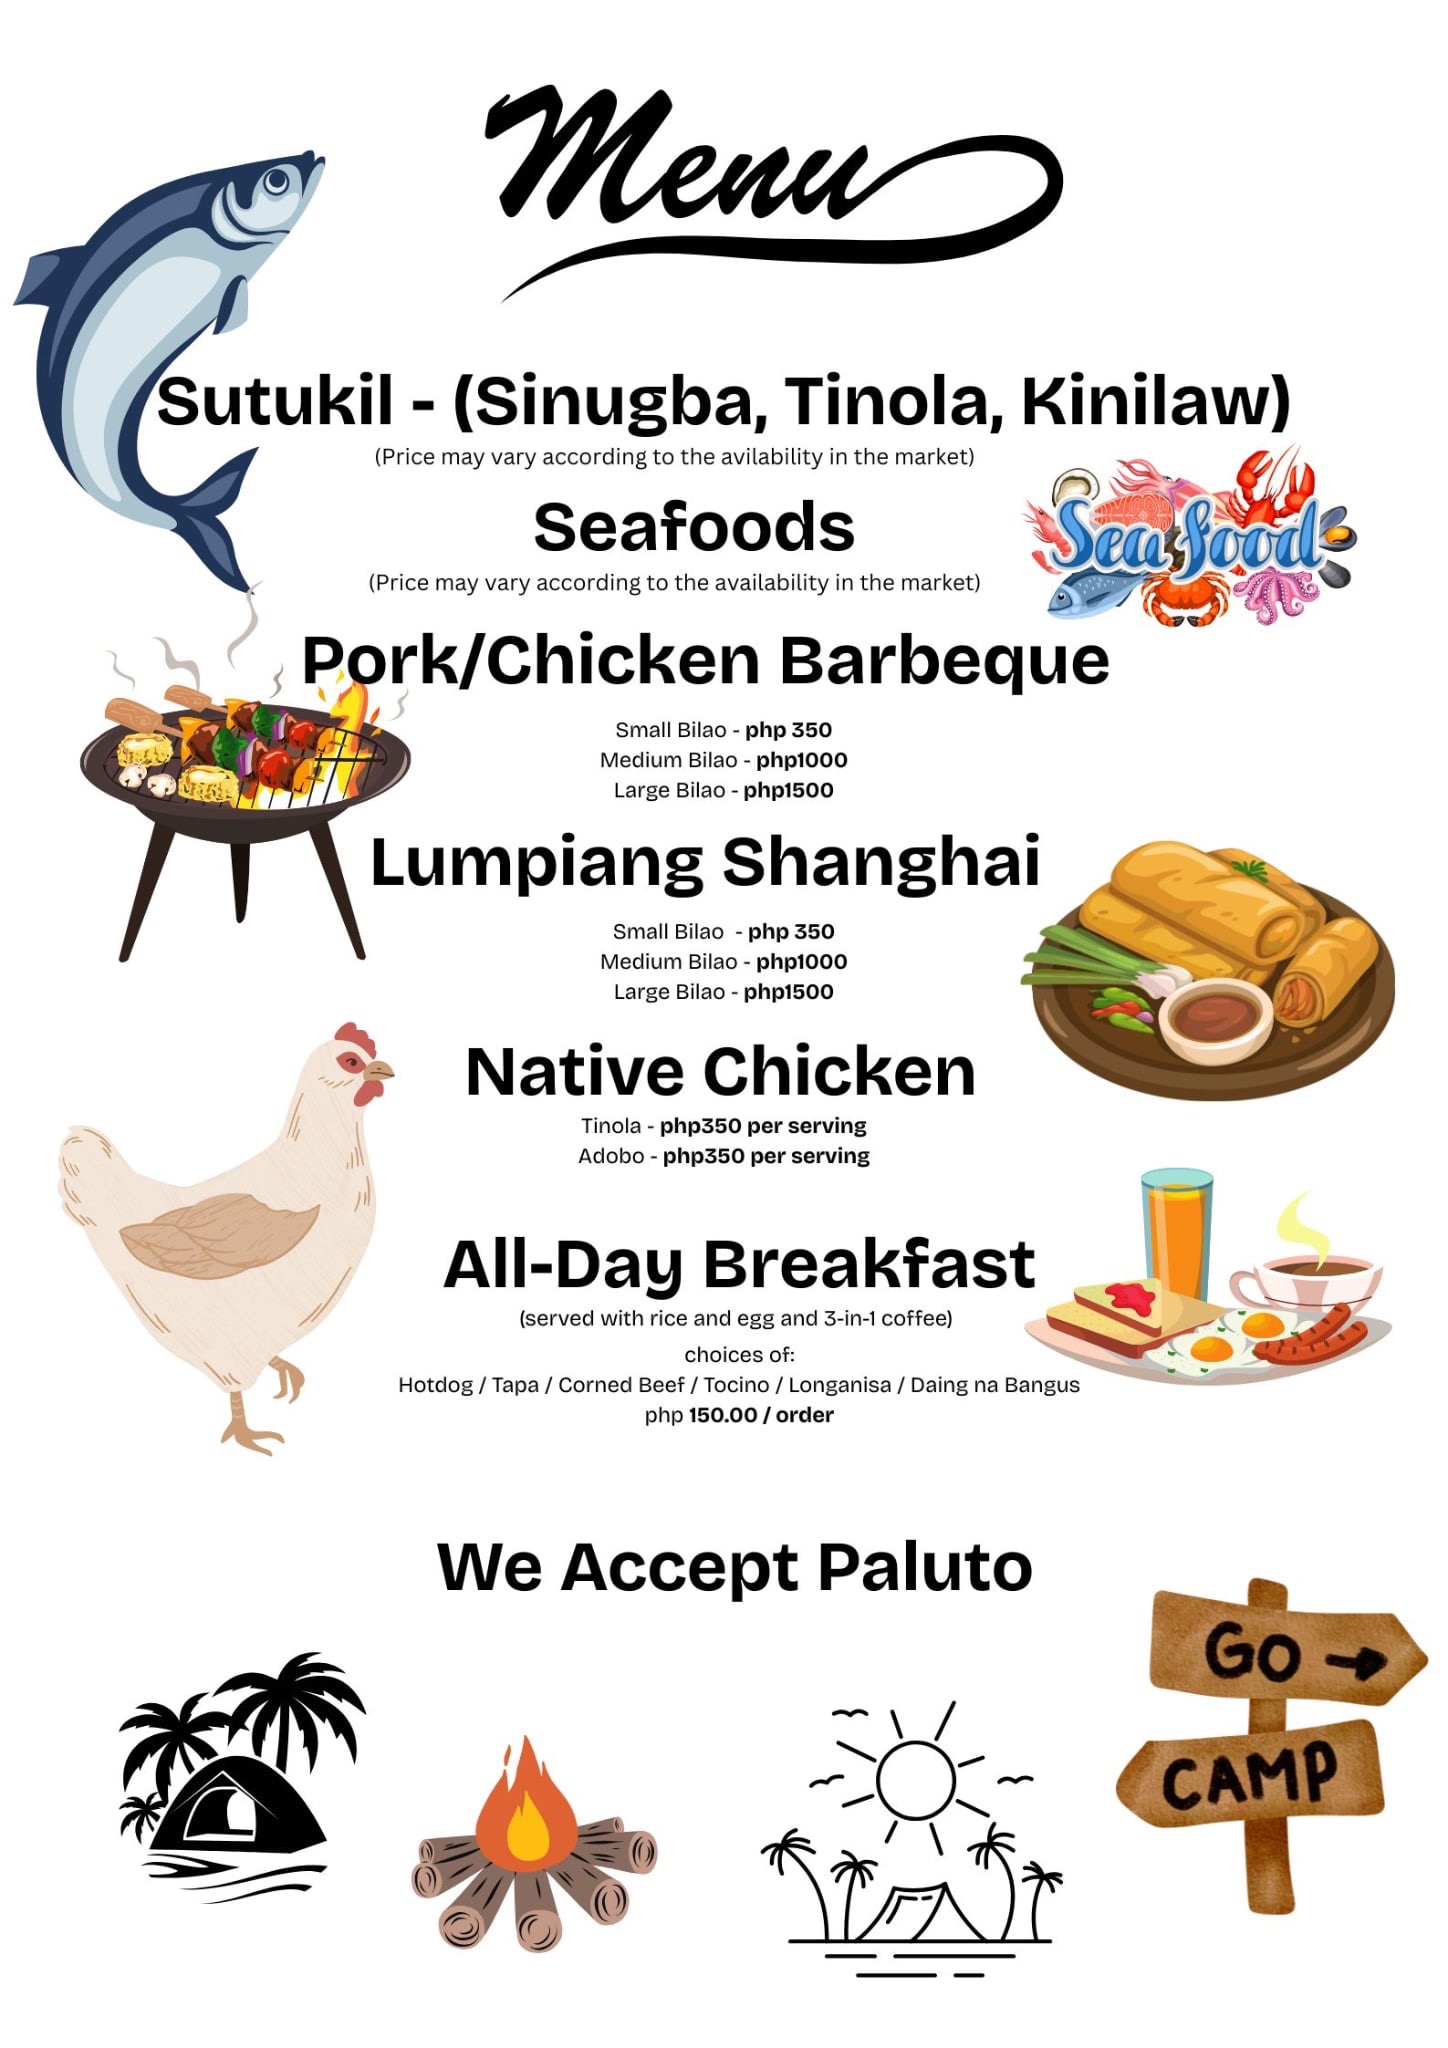 Menu
Sutukil - (Sinugba, Tinola, Kinilaw)
(Price may vary according to the avilability in the market)
Seafoods
(Price may vary according to the availability in the market)
Sea food
Pork/Chicken Barbeque
Small Bilao - php 350
Medium Bilao - php1000
Large Bilao - php1500
Lumpiang Shanghai
Small Bilao - php 350
Medium Bilao - php1000
Large Bilao - php1500
Native Chicken
Tinola - php350 per serving
Adobo - php350 per serving
All-Day Breakfast
(served with rice and egg and 3-in-1 coffee)
choices of:
Hotdog / Tapa / Corned Beef / Tocino / Longanisa / Daing na Bangus
php 150.00 / order
We Accept Paluto
GO →
CAMP